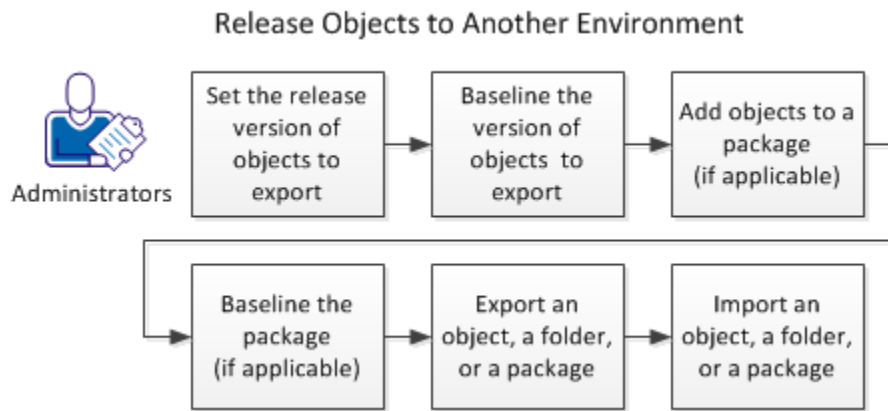 Release Objects to Another Environment
Administrators
Set the release
version of
objects to
export
Baseline the
version of
objects to
export
Add objects to a
package
(if applicable)
Baseline the
package
(if applicable)
Export an
object, a folder,
or a package
Import an
object, a folder,
or a package